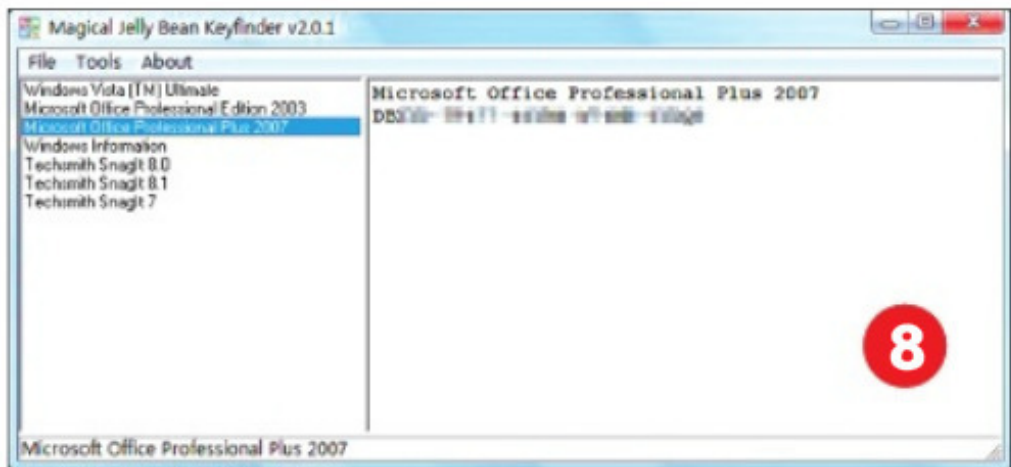 Magical Jelly Bean Keyfinder v2.0.1
File Tools About
Windows Vista (TM) Ultimate
Microsoft Office Professional Edition 2003
Microsoft Office Professional Plus 2007
Windows Information
Techsmith SnagIt 8.0
Techsmith SnagIt 8.1
Techsmith SnagIt 7
Microsoft Office Professional Plus 2007
8
Microsoft Office Professional Plus 2007